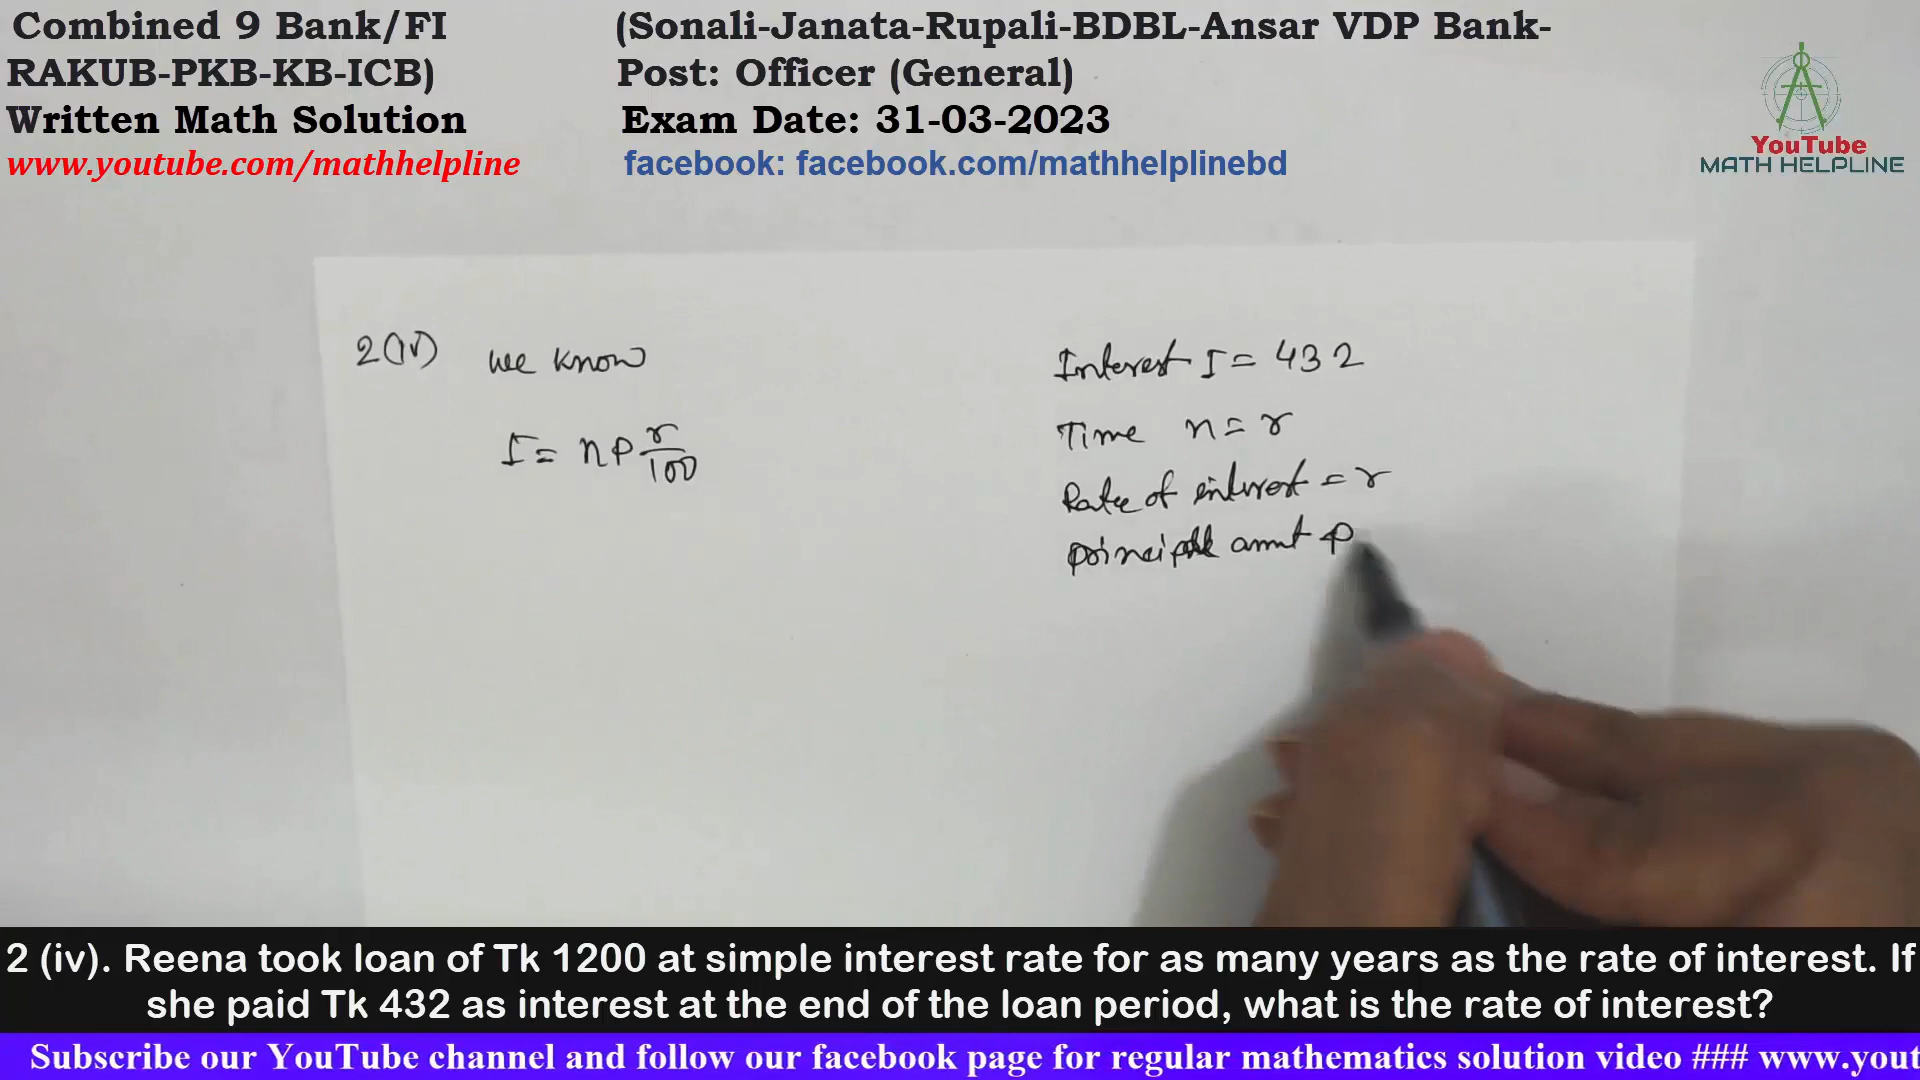 Combined 9 Bank/FI (Sonali-Janata-Rupali-BDBL-Ansar VDP Bank-
RAKUB-PKB-KB-ICB) Post: Officer (General)
Written Math Solution Exam Date: 31-03-2023
www.youtube.com/mathhelpline facebook: facebook.com/mathhelplinebd
YouTube
MATH HELPLINE
2(iv) we know
I = nP r/100
Interest I = 432
Time n = r
Rate of interest = r
principal amnt P
2 (iv). Reena took loan of Tk 1200 at simple interest rate for as many years as the rate of interest. If
she paid Tk 432 as interest at the end of the loan period, what is the rate of interest?
Subscribe our YouTube channel and follow our facebook page for regular mathematics solution video ### www.yout